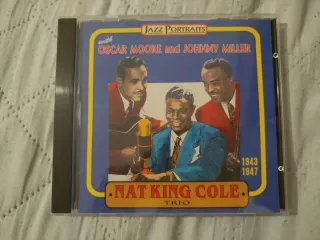 JAZZ PORTRAITS
with
OSCAR MOORE and JOHNNY MILLER
1943
1947
· NAT KING COLE ·
TRIO